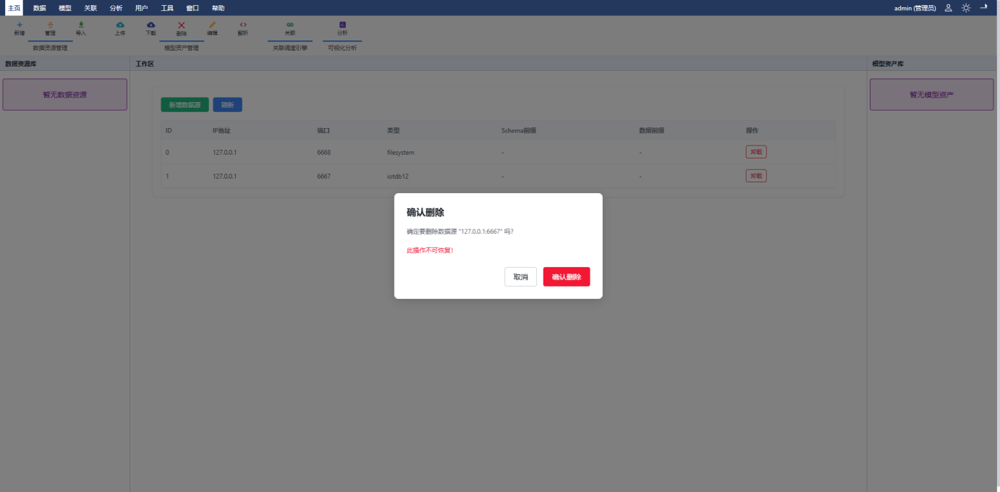 主页 数据 模型 关联 分析 用户 工具 窗口 帮助 admin (管理员)
新增 管理 导入 上传 下载 删除 编辑 解析 关联 分析
数据资源管理 模型资产管理 关联调度引擎 可视化分析
数据资源库 工作区 模型资产库
暂无数据资源 暂无模型资产
新增数据源 刷新
ID IP地址 端口 类型 Schema前缀 数据前缀 操作
0 127.0.0.1 6668 filesystem - - 卸载
1 127.0.0.1 6667 iotdb12 - - 卸载
确认删除
确定要删除数据源 "127.0.0.1:6667" 吗?
此操作不可恢复!
取消 确认删除